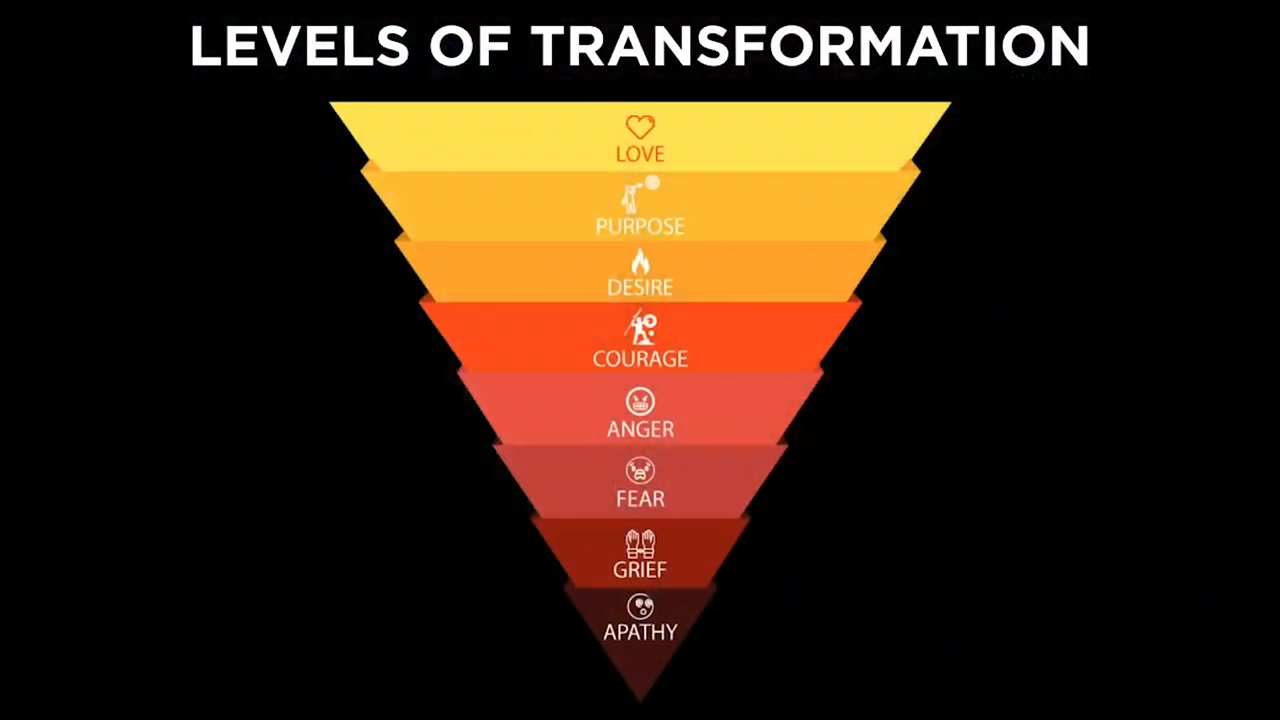 LEVELS OF TRANSFORMATION
LOVE
PURPOSE
DESIRE
COURAGE
ANGER
FEAR
GRIEF
APATHY